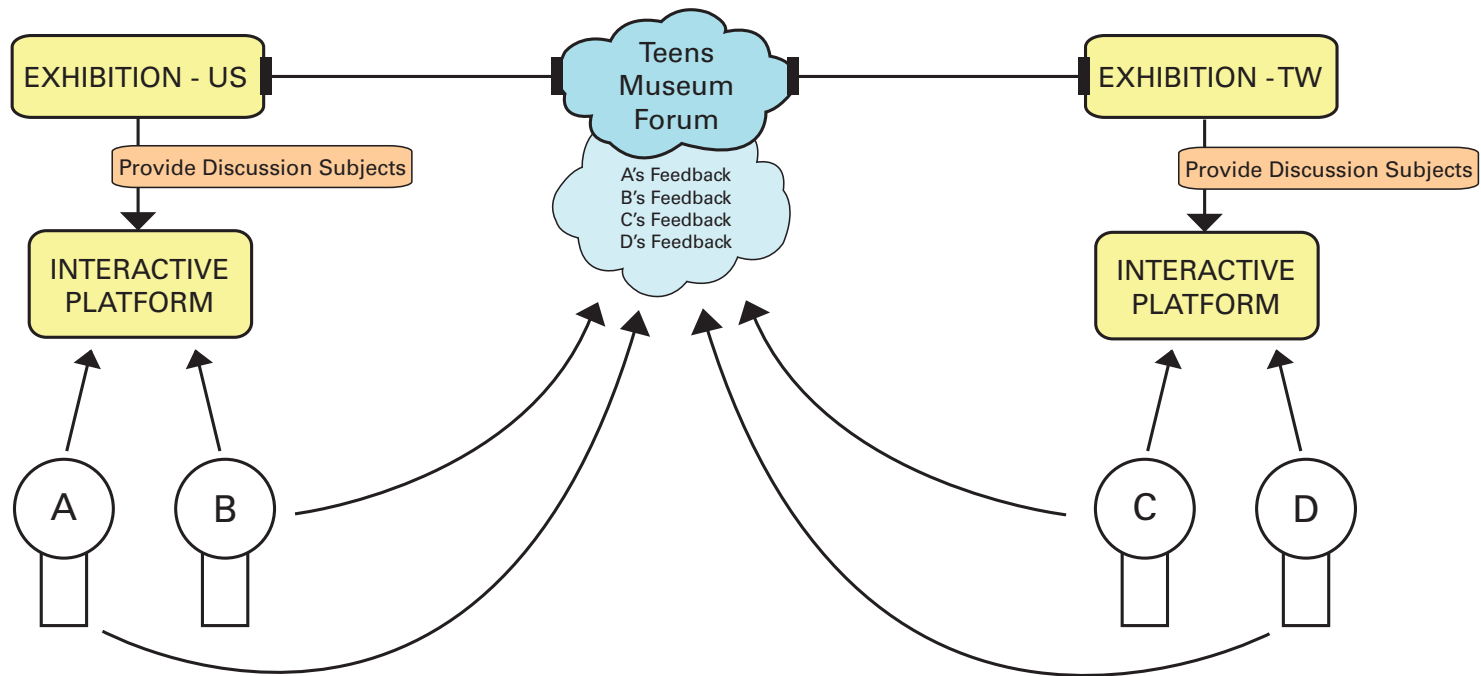 EXHIBITION - US
Teens
Museum
Forum
EXHIBITION - TW
Provide Discussion Subjects
A's Feedback
B's Feedback
C's Feedback
D's Feedback
Provide Discussion Subjects
INTERACTIVE
PLATFORM
INTERACTIVE
PLATFORM
A
B
C
D